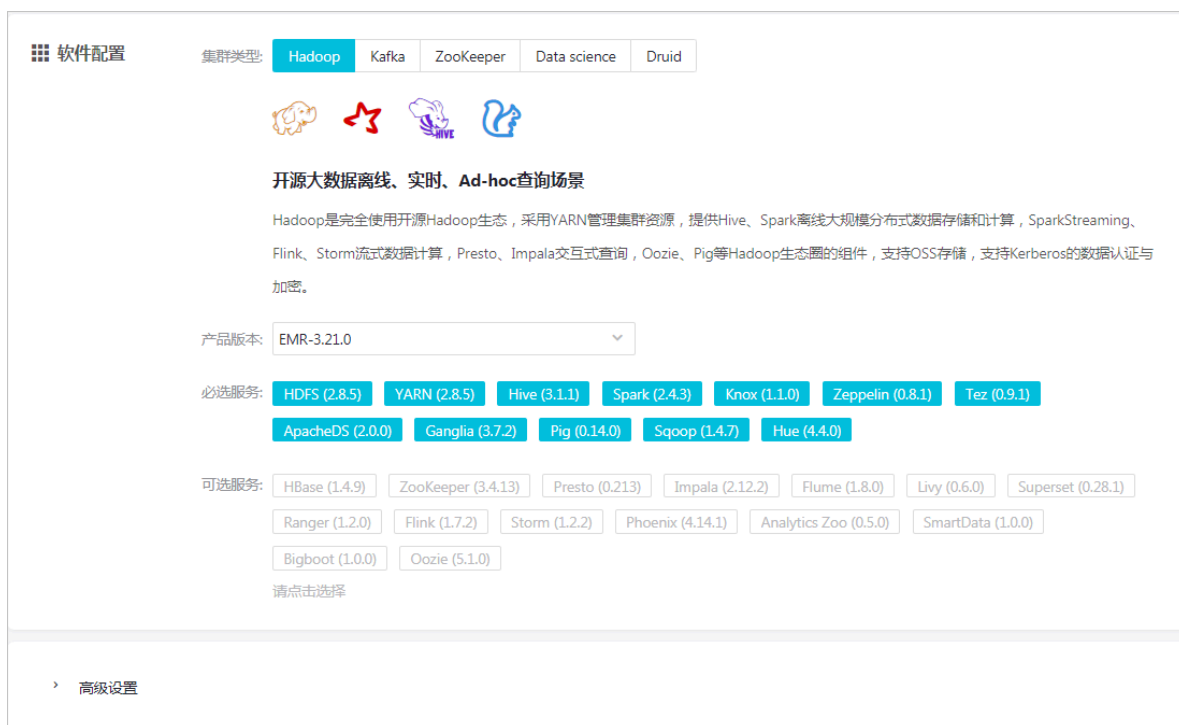 软件配置
集群类型: Hadoop Kafka ZooKeeper Data science Druid
HIVE
开源大数据离线、实时、Ad-hoc查询场景
Hadoop是完全使用开源Hadoop生态，采用YARN管理集群资源，提供Hive、Spark离线大规模分布式数据存储和计算，SparkStreaming、
Flink、Storm流式数据计算，Presto、Impala交互式查询，Oozie、Pig等Hadoop生态圈的组件，支持OSS存储，支持Kerberos的数据认证与
加密。
产品版本: EMR-3.21.0
必选服务: HDFS (2.8.5) YARN (2.8.5) Hive (3.1.1) Spark (2.4.3) Knox (1.1.0) Zeppelin (0.8.1) Tez (0.9.1)
ApacheDS (2.0.0) Ganglia (3.7.2) Pig (0.14.0) Sqoop (1.4.7) Hue (4.4.0)
可选服务: HBase (1.4.9) ZooKeeper (3.4.13) Presto (0.213) Impala (2.12.2) Flume (1.8.0) Livy (0.6.0) Superset (0.28.1)
Ranger (1.2.0) Flink (1.7.2) Storm (1.2.2) Phoenix (4.14.1) Analytics Zoo (0.5.0) SmartData (1.0.0)
Bigboot (1.0.0) Oozie (5.1.0)
请点击选择
高级设置